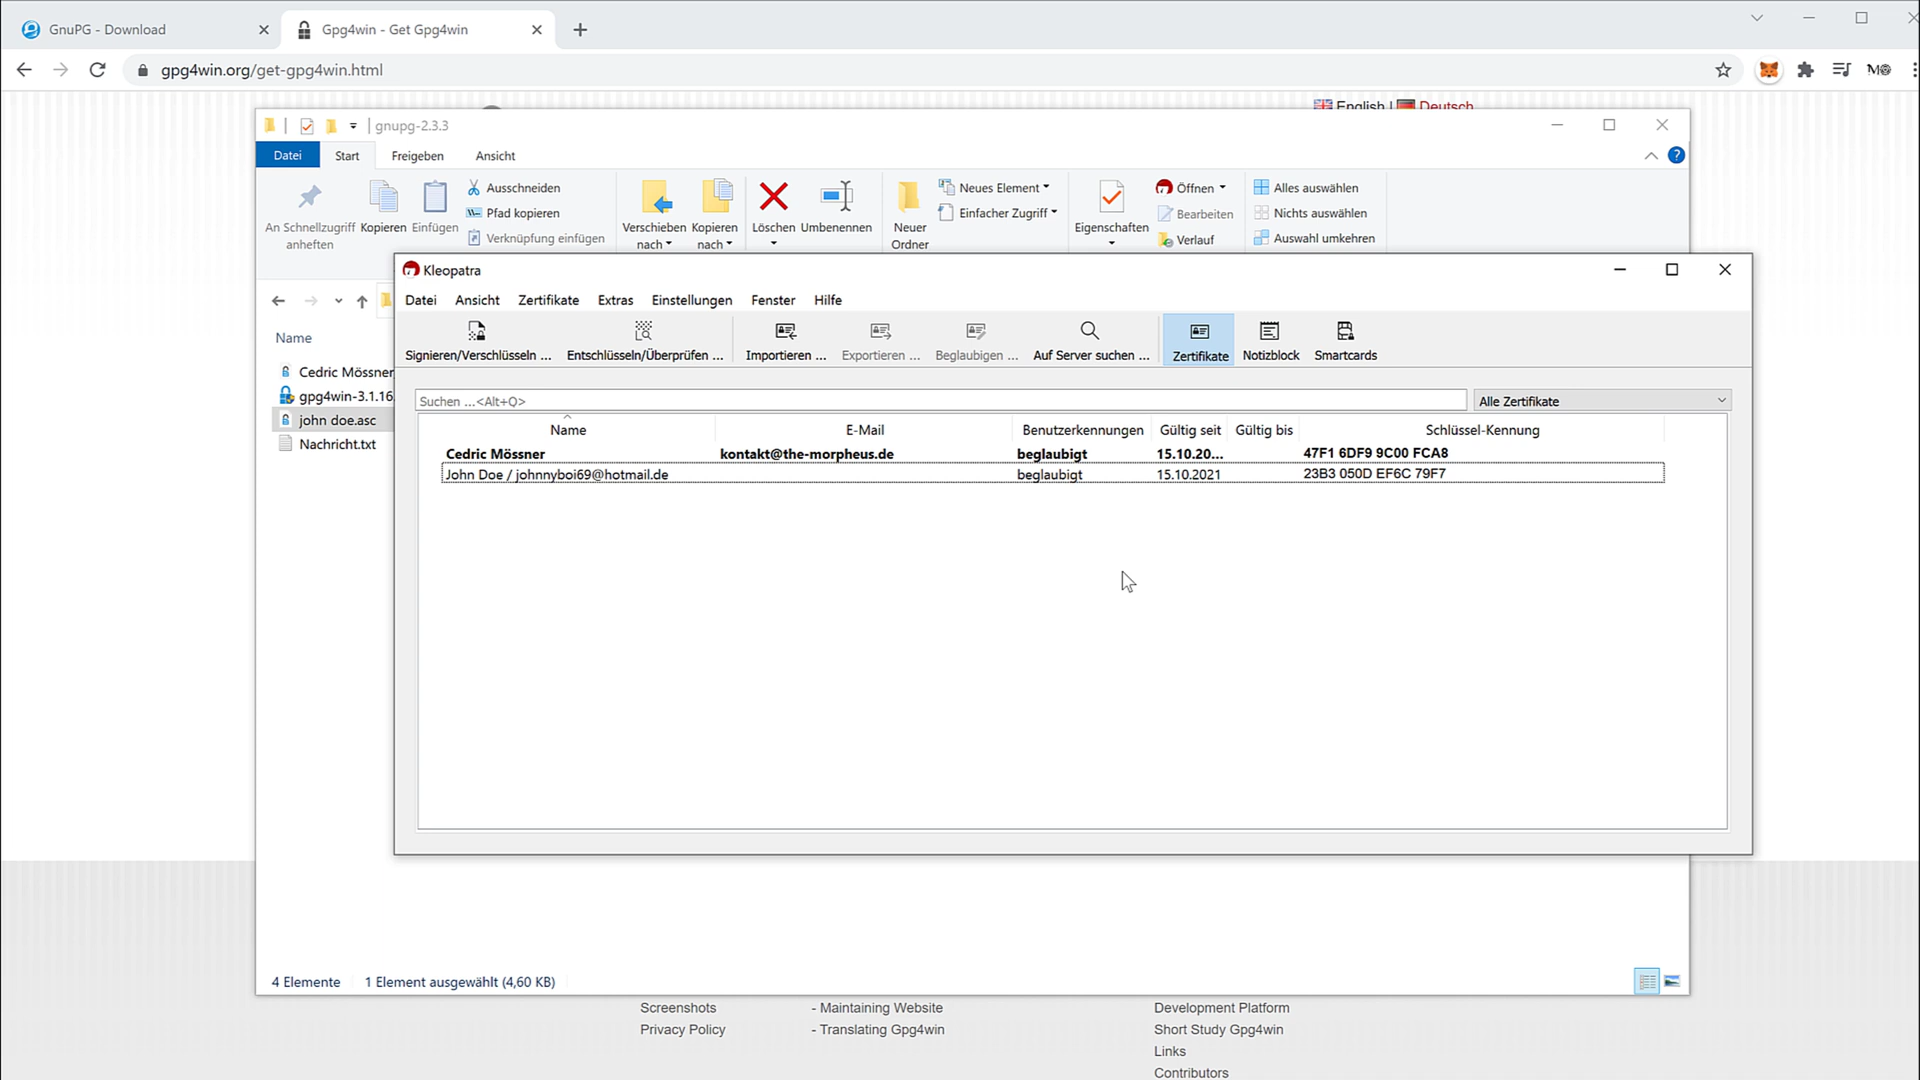 GnuPG - Download
Gpg4win - Get Gpg4win
gpg4win.org/get-gpg4win.html
English | Deutsch
gnupg-2.3.3
Datei Start Freigeben Ansicht
An Schnellzugriff anheften
Kopieren
Einfügen
Ausschneiden
Pfad kopieren
Verknüpfung einfügen
Verschieben nach
Kopieren nach
Löschen
Umbenennen
Neuer Ordner
Neues Element
Einfacher Zugriff
Eigenschaften
Öffnen
Bearbeiten
Verlauf
Alles auswählen
Nichts auswählen
Auswahl umkehren
Name
Cedric Mössner
gpg4win-3.1.16
john doe.asc
Nachricht.txt
Kleopatra
Datei Ansicht Zertifikate Extras Einstellungen Fenster Hilfe
Signieren/Verschlüsseln ... Entschlüsseln/Überprüfen ... Importieren ... Exportieren ... Beglaubigen ... Auf Server suchen ... Zertifikate Notizblock Smartcards
Suchen ...<Alt+Q> Alle Zertifikate
Name E-Mail Benutzerkennungen Gültig seit Gültig bis Schlüssel-Kennung
Cedric Mössner kontakt@the-morpheus.de beglaubigt 15.10.20... 47F1 6DF9 9C00 FCA8
John Doe / johnnyboi69@hotmail.de beglaubigt 15.10.2021 23B3 050D EF6C 79F7
4 Elemente 1 Element ausgewählt (4,60 KB)
Screenshots
Privacy Policy
- Maintaining Website
- Translating Gpg4win
Development Platform
Short Study Gpg4win
Links
Contributors